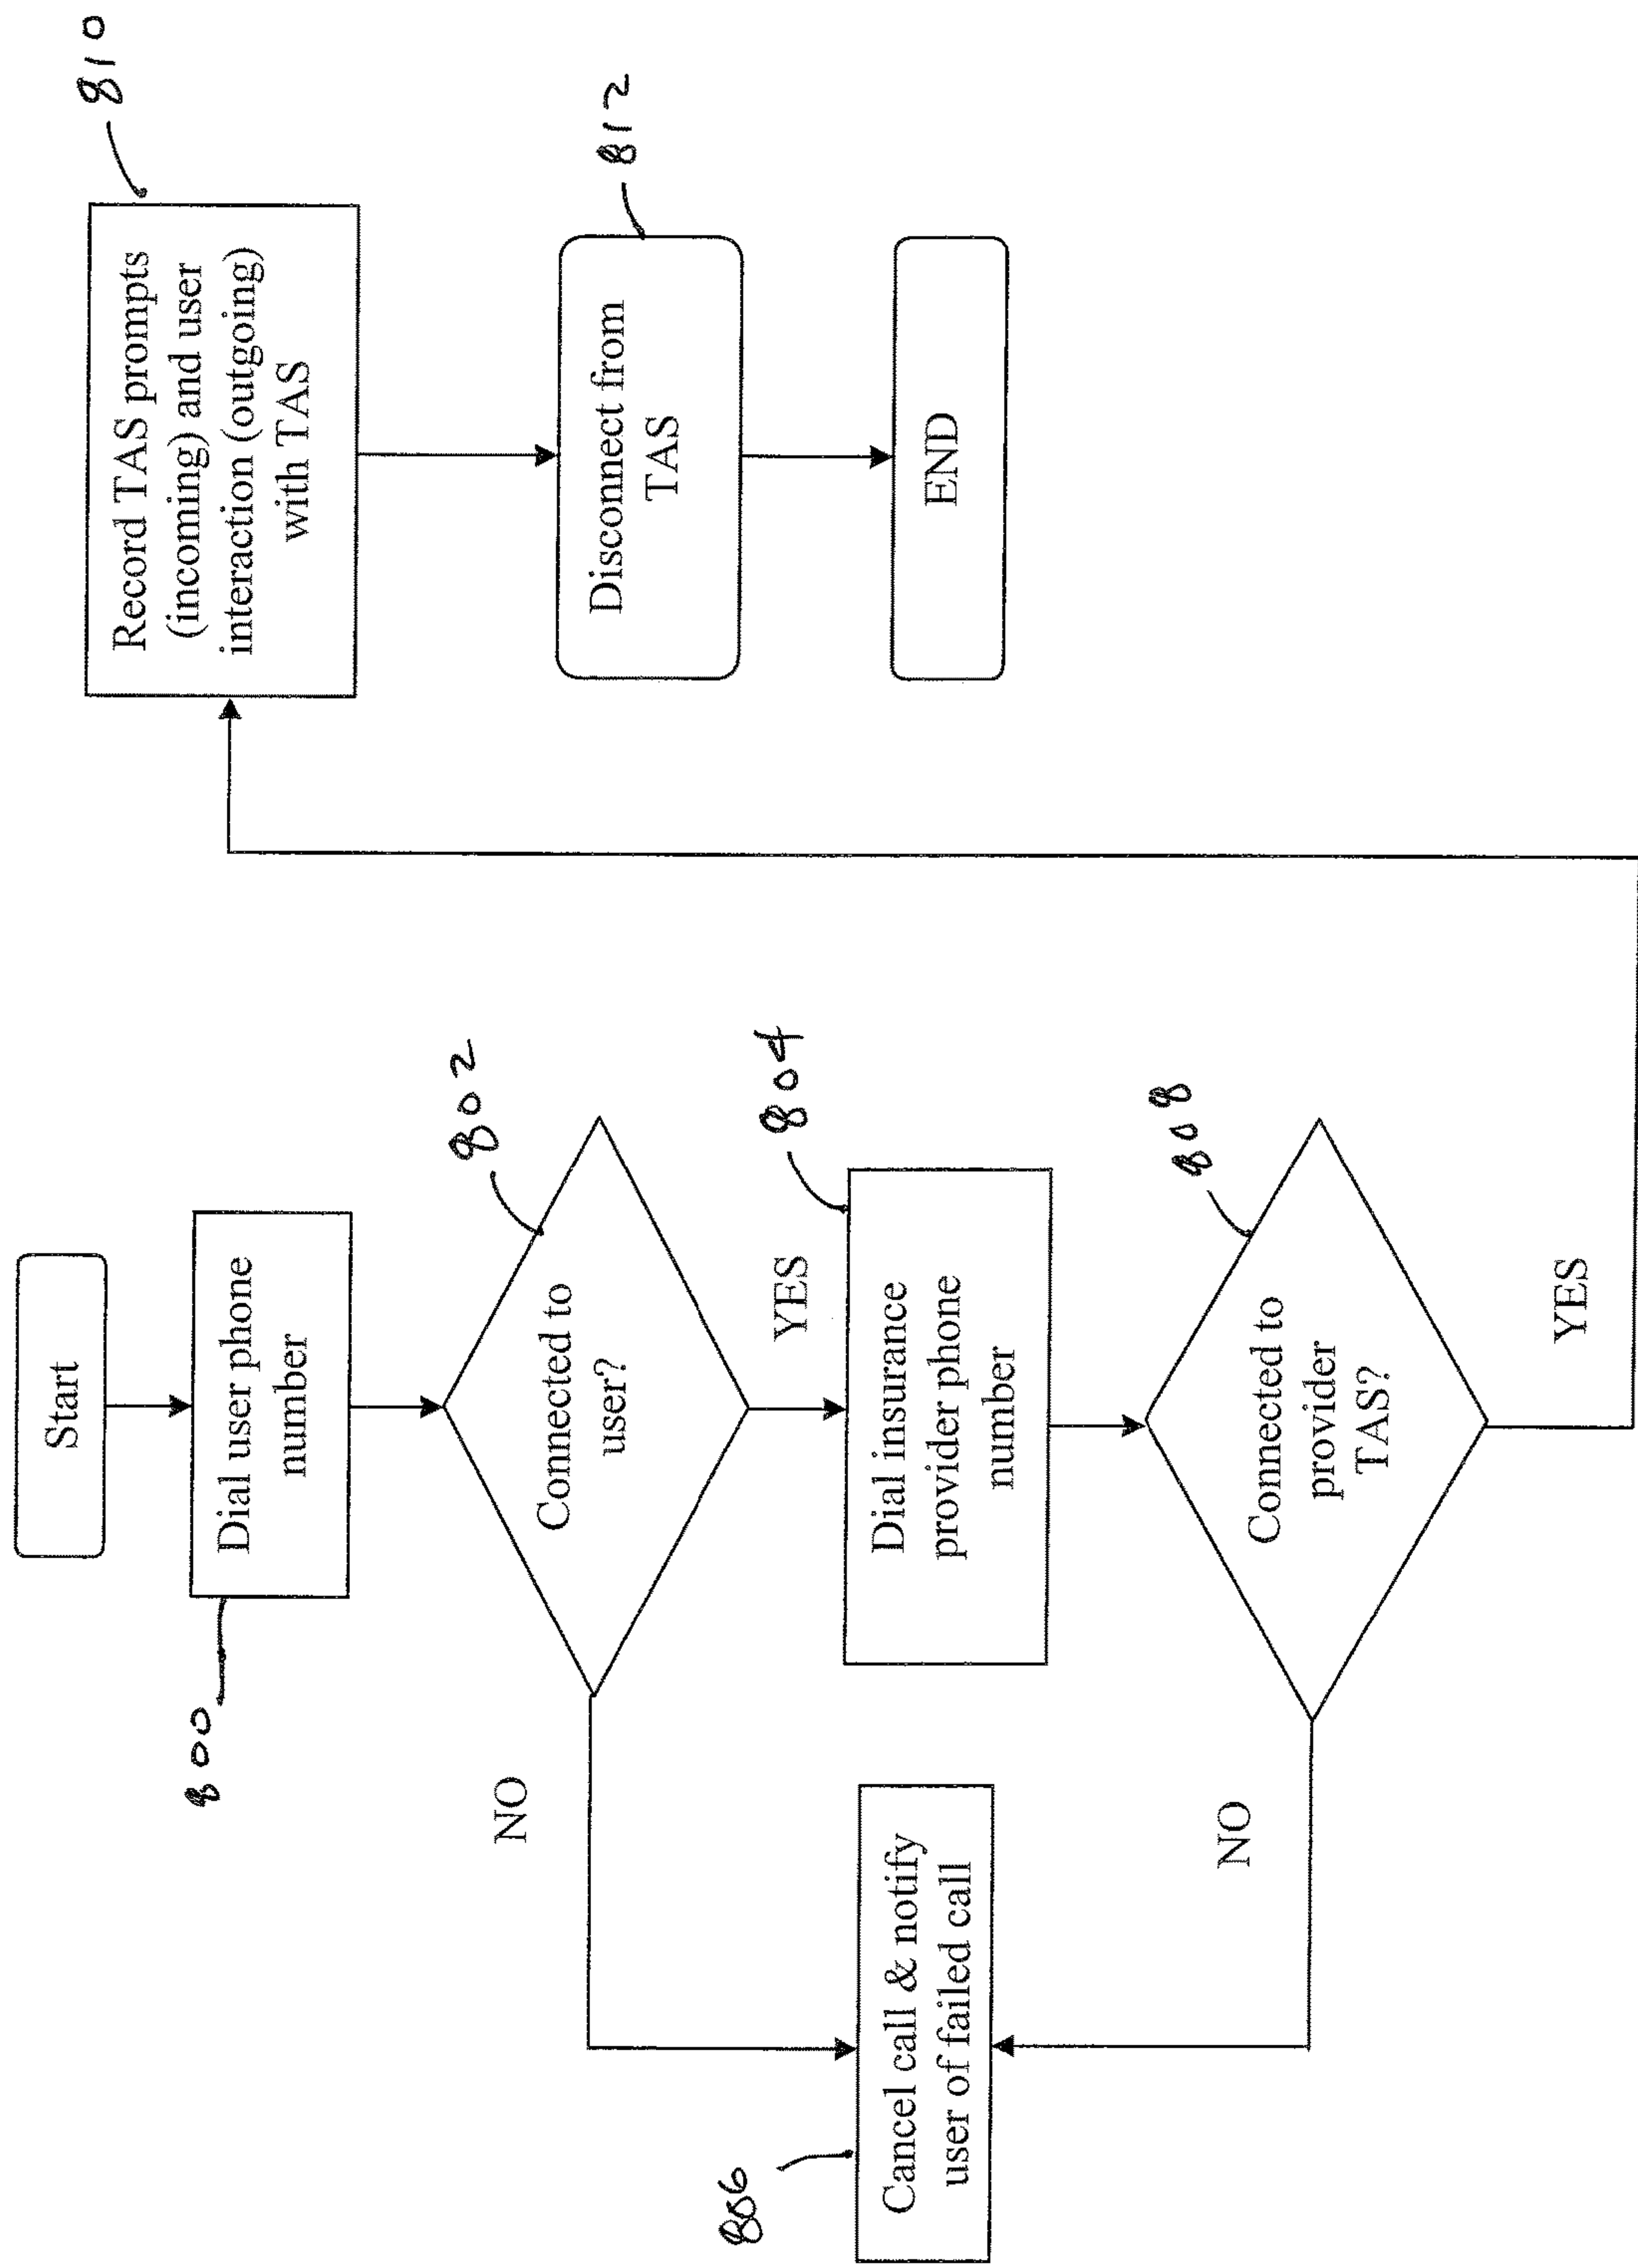 Start
800
Dial user phone
number
802
Connected to
user?
NO
YES
804
Dial insurance
provider phone
number
806
Cancel call & notify
user of failed call
808
Connected to
provider
TAS?
NO
YES
810
Record TAS prompts
(incoming) and user
interaction (outgoing)
with TAS
812
Disconnect from
TAS
END